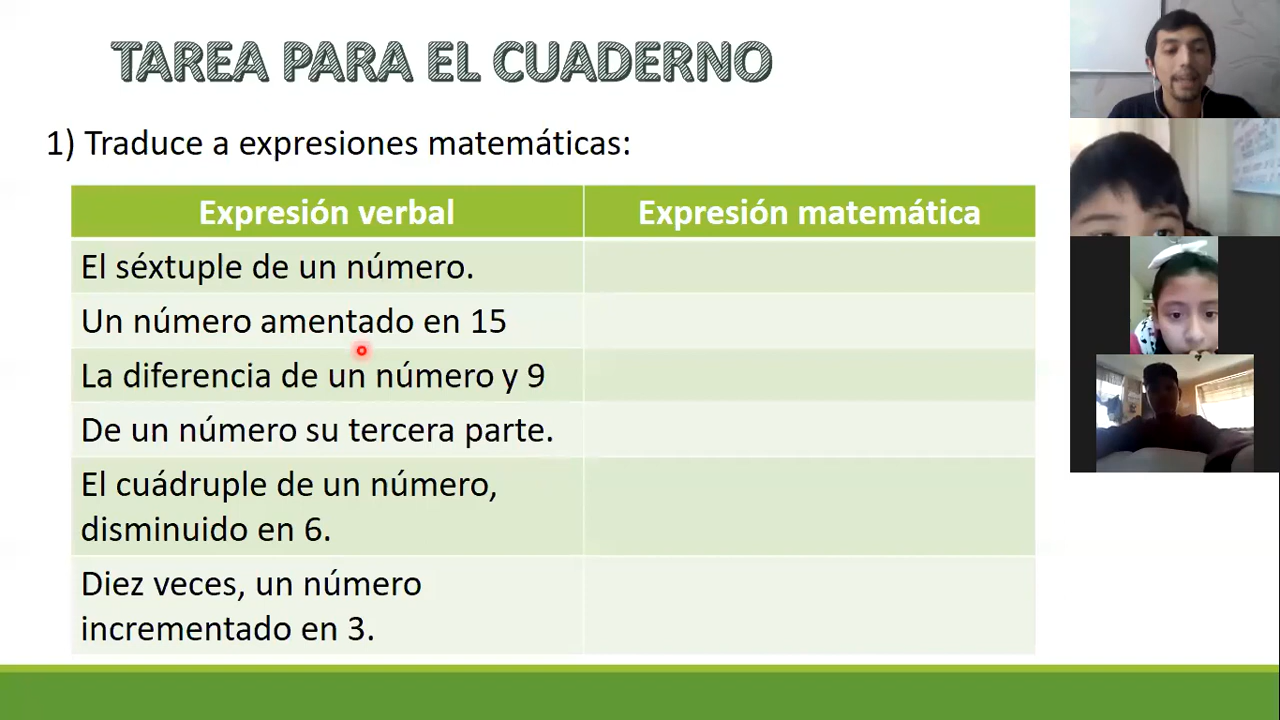 TAREA PARA EL CUADERNO
1) Traduce a expresiones matemáticas:
Expresión verbal
Expresión matemática
El séxtuple de un número.
Un número amentado en 15
La diferencia de un número y 9
De un número su tercera parte.
El cuádruple de un número,
disminuido en 6.
Diez veces, un número
incrementado en 3.